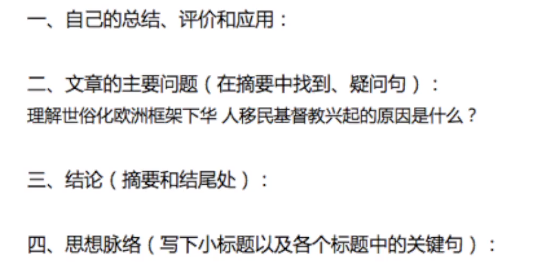 一、自己的总结、评价和应用：
二、文章的主要问题（在摘要中找到、疑问句）：
理解世俗化欧洲框架下华 人移民基督教兴起的原因是什么？
三、结论（摘要和结尾处）：
四、思想脉络（写下小标题以及各个标题中的关键句）：